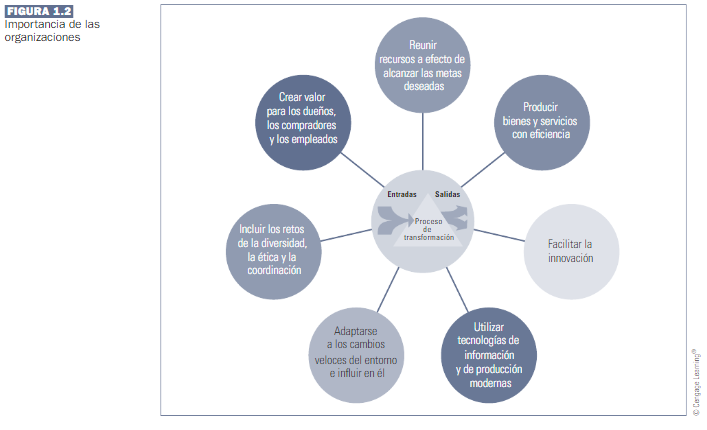 FIGURA 1.2
Importancia de las
organizaciones
Reunir
recursos a efecto de
alcanzar las metas
deseadas
Producir
bienes y servicios
con eficiencia
Facilitar la
innovación
Utilizar
tecnologías de
información
y de producción
modernas
Adaptarse
a los cambios
veloces del entorno
e influir en él
Incluir los retos
de la diversidad,
la ética y la
coordinación
Crear valor
para los dueños,
los compradores
y los empleados
Entradas
Salidas
Proceso
de
transformación
© Cengage Learning®